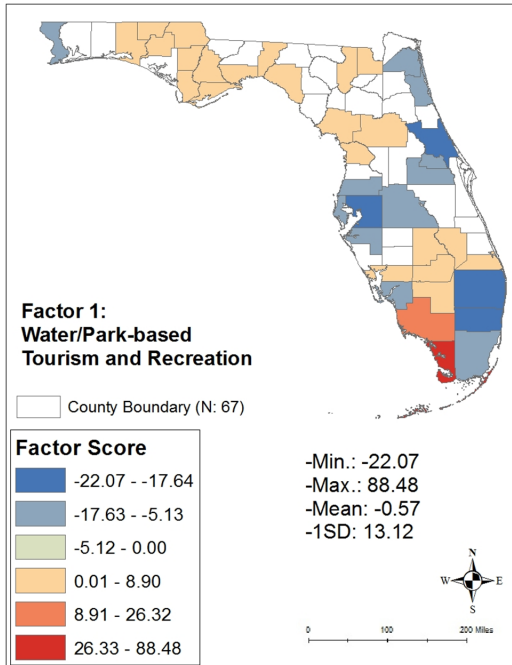 Factor 1:
Water/Park-based
Tourism and Recreation
County Boundary (N: 67)
Factor Score
-22.07 - -17.64
-17.63 - -5.13
-5.12 - 0.00
0.01 - 8.90
8.91 - 26.32
26.33 - 88.48
-Min.: -22.07
-Max.: 88.48
-Mean: -0.57
-1SD: 13.12
N
W E
S
0 100 200 Miles